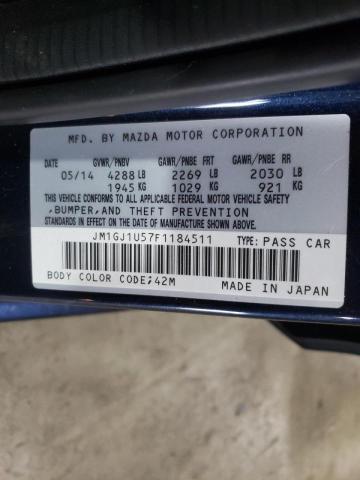 MFD. BY MAZDA MOTOR CORPORATION
DATE GVWR/PNBV GAWR/PNBE FRT GAWR/PNBE RR
05/14 4288 LB 2269 LB 2030 LB
1945 KG 1029 KG 921 KG
THIS VEHICLE CONFORMS TO ALL APPLICABLE FEDERAL MOTOR VEHICLE SAFETY
,BUMPER,AND THEFT PREVENTION
STANDARDS IN EFFECT ON THE DATE OF MANUFACTURE SHOWN ABOVE.
JM1GJ1U57F1184511 TYPE: PASS CAR
BODY COLOR CODE:42M
MADE IN JAPAN